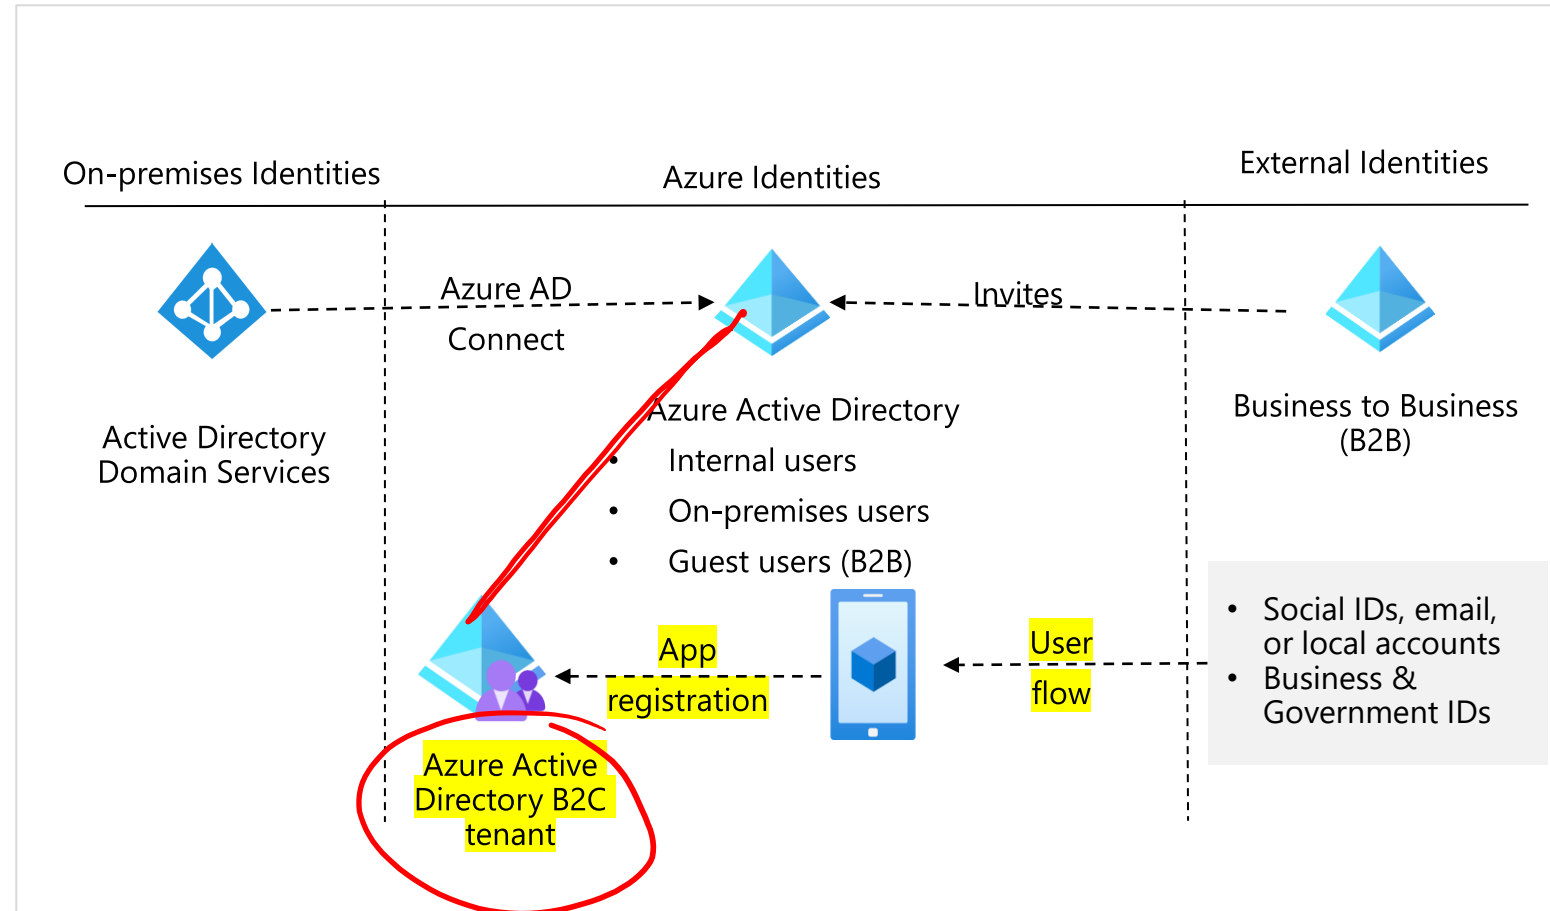 On-premises Identities
Azure Identities
External Identities
Azure AD
Connect
Invites
Active Directory
Domain Services
Azure Active Directory
• Internal users
• On-premises users
• Guest users (B2B)
Business to Business
(B2B)
App
registration
User
flow
• Social IDs, email,
or local accounts
• Business &
Government IDs
Azure Active
Directory B2C
tenant